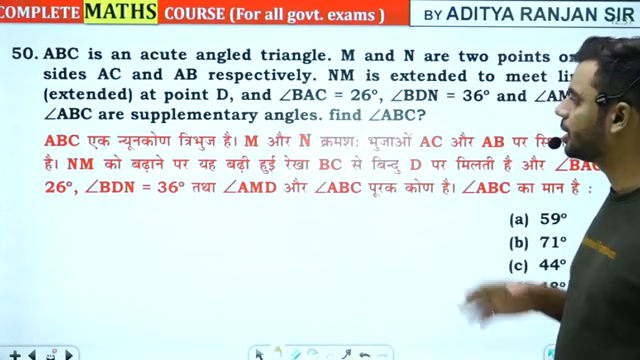 COMPLETE MATHS COURSE (For all govt. exams )
BY ADITYA RANJAN SIR
50. ABC is an acute angled triangle. M and N are two points
sides AC and AB respectively. NM is extended to meet
(extended) at point D, and ∠BAC = 26°, ∠BDN = 36° and
∠ABC are supplementary angles. find ∠ABC?
ABC एक न्यूनकोण त्रिभुज है। M और N क्रमशः भुजाओं AC और AB पर
है। NM को बढ़ाने पर यह बढ़ी हुई रेखा BC से बिन्दु D पर मिलती है और ∠BAC
26°, ∠BDN = 36° तथा ∠AMD और ∠ABC पूरक कोण है। ∠ABC का मान है :
(a) 59°
(b) 71°
(c) 44°